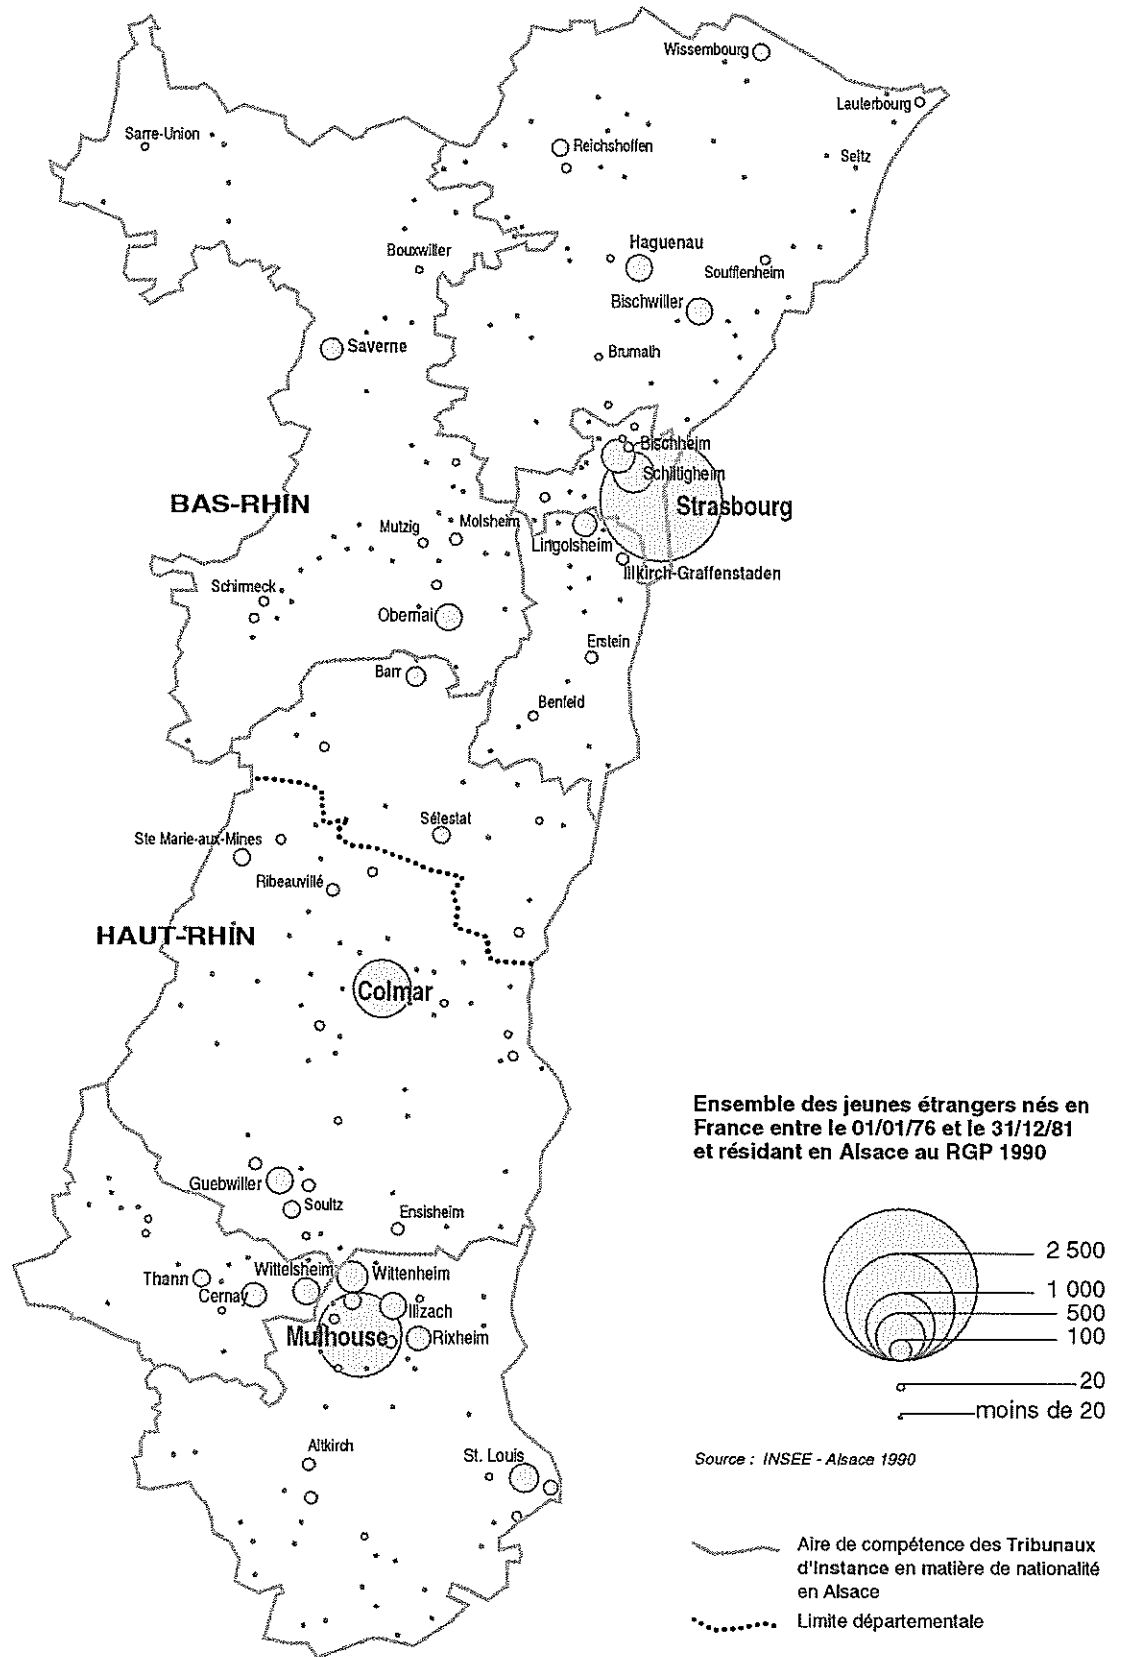 Wissembourg
Lauterbourg
Sarre-Union
Reichshoffen
Seltz
Haguenau
Bouxwiller
Soufflenheim
Bischwiller
Saverne
Brumath
Bischheim
Schiltigheim
BAS-RHIN
Strasbourg
Mutzig
Molsheim
Lingolsheim
Illkirch-Graffenstaden
Schirmeck
Obernai
Erstein
Barr
Benfeld
Sélestat
Ste Marie-aux-Mines
Ribeauvillé
HAUT-RHIN
Colmar
Ensemble des jeunes étrangers nés en
France entre le 01/01/76 et le 31/12/81
et résidant en Alsace au RGP 1990
Guebwiller
Soultz
Ensisheim
2 500
Thann
Wittelsheim
Wittenheim
Cernay
1 000
Illzach
500
Mulhouse
Rixheim
100
20
moins de 20
Altkirch
St. Louis
Source : INSEE - Alsace 1990
Aire de compétence des Tribunaux
d'Instance en matière de nationalité
en Alsace
Limite départementale